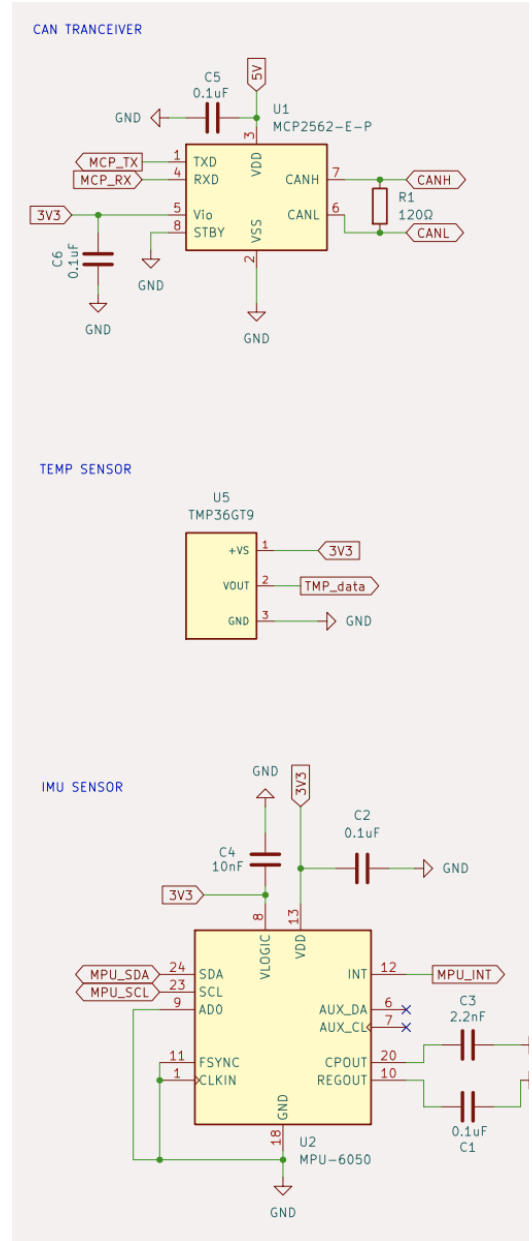 CAN TRANCEIVER
5V
C5
0.1uF
GND
U1
MCP2562-E-P
3
VDD
MCP_TX 1 TXD
MCP_RX 4 RXD
CANH 7 CANH
R1
120Ω
3V3 5 Vio
CANL 6 CANL
8 STBY
VSS
2
C6
0.1uF
GND
GND
GND
TEMP SENSOR
U5
TMP36GT9
+VS 1 3V3
VOUT 2 TMP_data
GND 3 GND
IMU SENSOR
GND
3V3
C2
0.1uF
C4
10nF
GND
3V3
8
13
VLOGIC
VDD
MPU_SDA 24 SDA
MPU_SCL 23 SCL
9 AD0
INT 12 MPU_INT
AUX_DA 6
AUX_CL 7
C3
2.2nF
11 FSYNC
1 CLKIN
CPOUT 20
REGOUT 10
0.1uF
C1
GND
18
U2
MPU-6050
GND